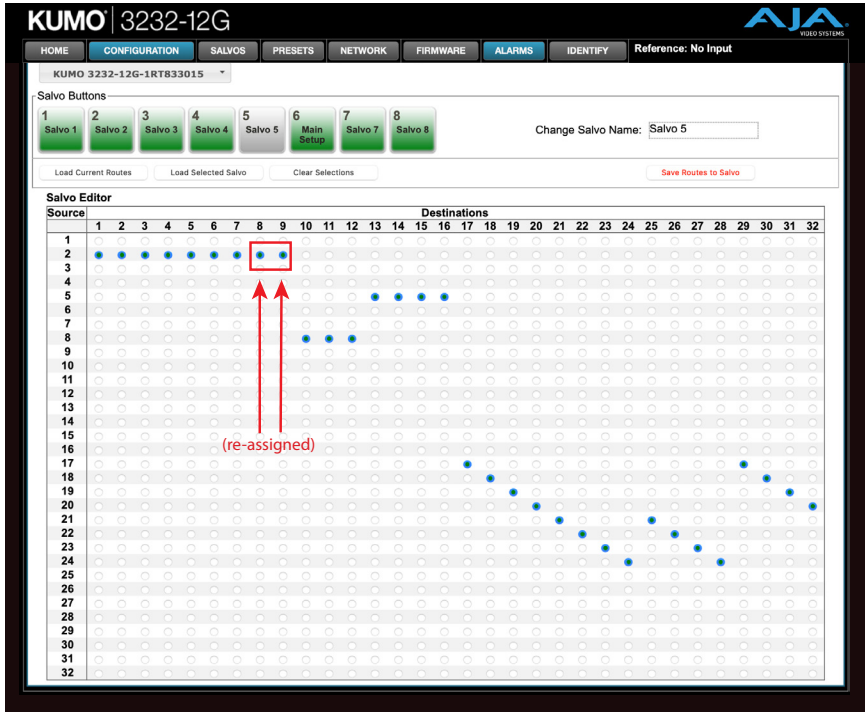 KUMO 3232-12G
AJA
VIDEO SYSTEMS
HOME CONFIGURATION SALVOS PRESETS NETWORK FIRMWARE ALARMS IDENTIFY Reference: No Input
KUMO 3232-12G-1RT833015
Salvo Buttons
1 2 3 4 5 6 7 8
Salvo 1 Salvo 2 Salvo 3 Salvo 4 Salvo 5 Main Setup Salvo 7 Salvo 8
Change Salvo Name: Salvo 5
Load Current Routes Load Selected Salvo Clear Selections Save Routes to Salvo
Salvo Editor
Source Destinations
1 2 3 4 5 6 7 8 9 10 11 12 13 14 15 16 17 18 19 20 21 22 23 24 25 26 27 28 29 30 31 32
1
2
3
4
5
6
7
8
9
10
11
12
13
14
15
(re-assigned)
16
17
18
19
20
21
22
23
24
25
26
27
28
29
30
31
32